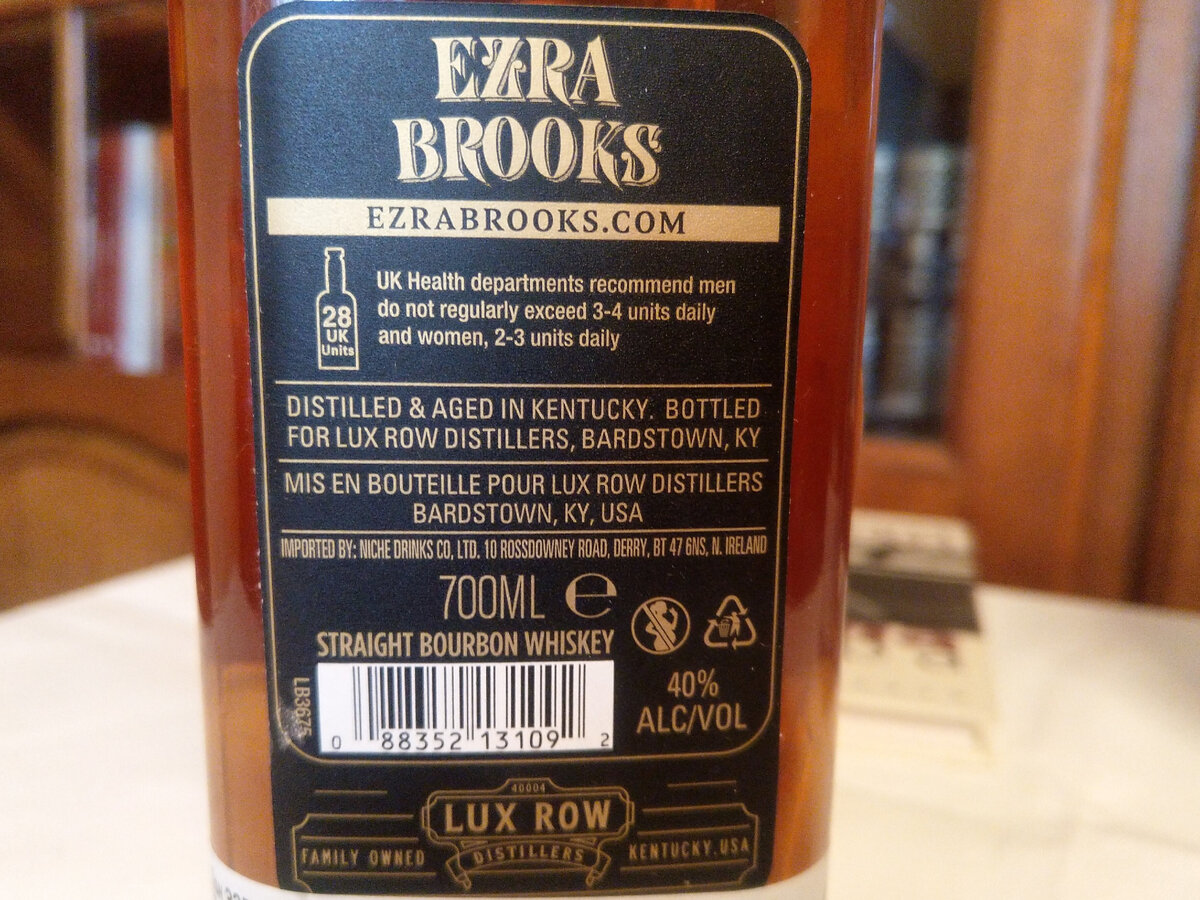 EZRA
BROOKS
EZRABROOKS.COM
28
UK
Units
UK Health departments recommend men
do not regularly exceed 3-4 units daily
and women, 2-3 units daily
DISTILLED & AGED IN KENTUCKY. BOTTLED
FOR LUX ROW DISTILLERS, BARDSTOWN, KY
MIS EN BOUTEILLE POUR LUX ROW DISTILLERS
BARDSTOWN, KY, USA
IMPORTED BY: NICHE DRINKS CO, LTD. 10 ROSSDOWNEY ROAD, DERRY, BT 47 6NS, N. IRELAND
700ML e
STRAIGHT BOURBON WHISKEY
40%
ALC/VOL
0 88352 13109 2
40004
LUX ROW
DISTILLERS
FAMILY OWNED
KENTUCKY.USA